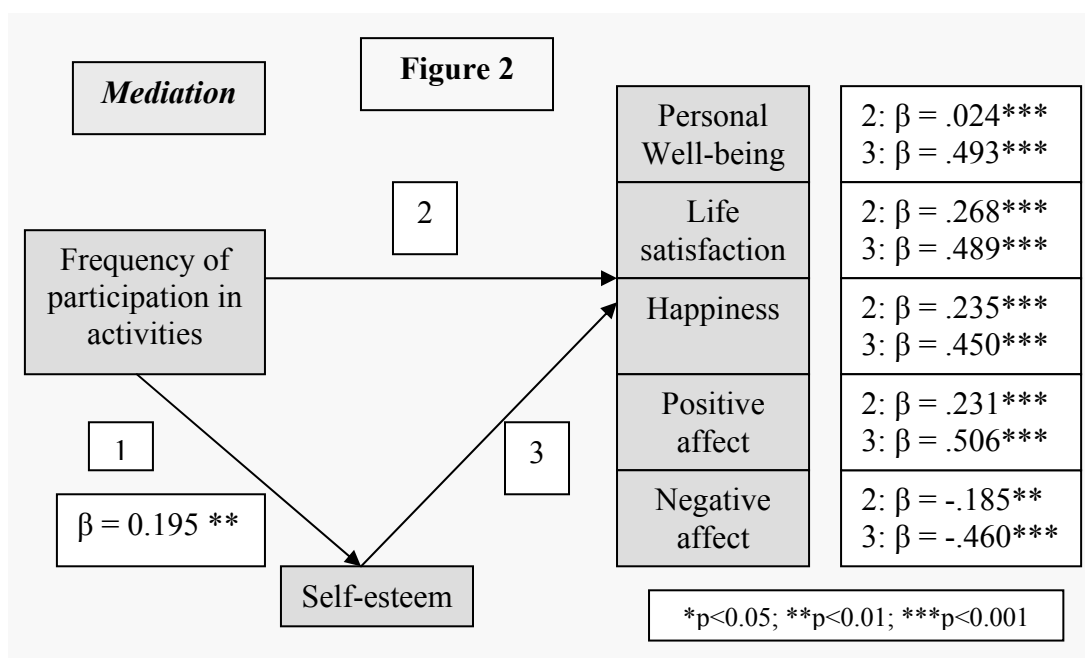 Figure 2
Mediation
Personal
Well-being
2: β = .024***
3: β = .493***
2
Life
satisfaction
2: β = .268***
3: β = .489***
Frequency of
participation in
activities
Happiness
2: β = .235***
3: β = .450***
Positive
affect
2: β = .231***
3: β = .506***
1
3
β = 0.195 **
Negative
affect
2: β = -.185**
3: β = -.460***
Self-esteem
*p<0.05; **p<0.01; ***p<0.001